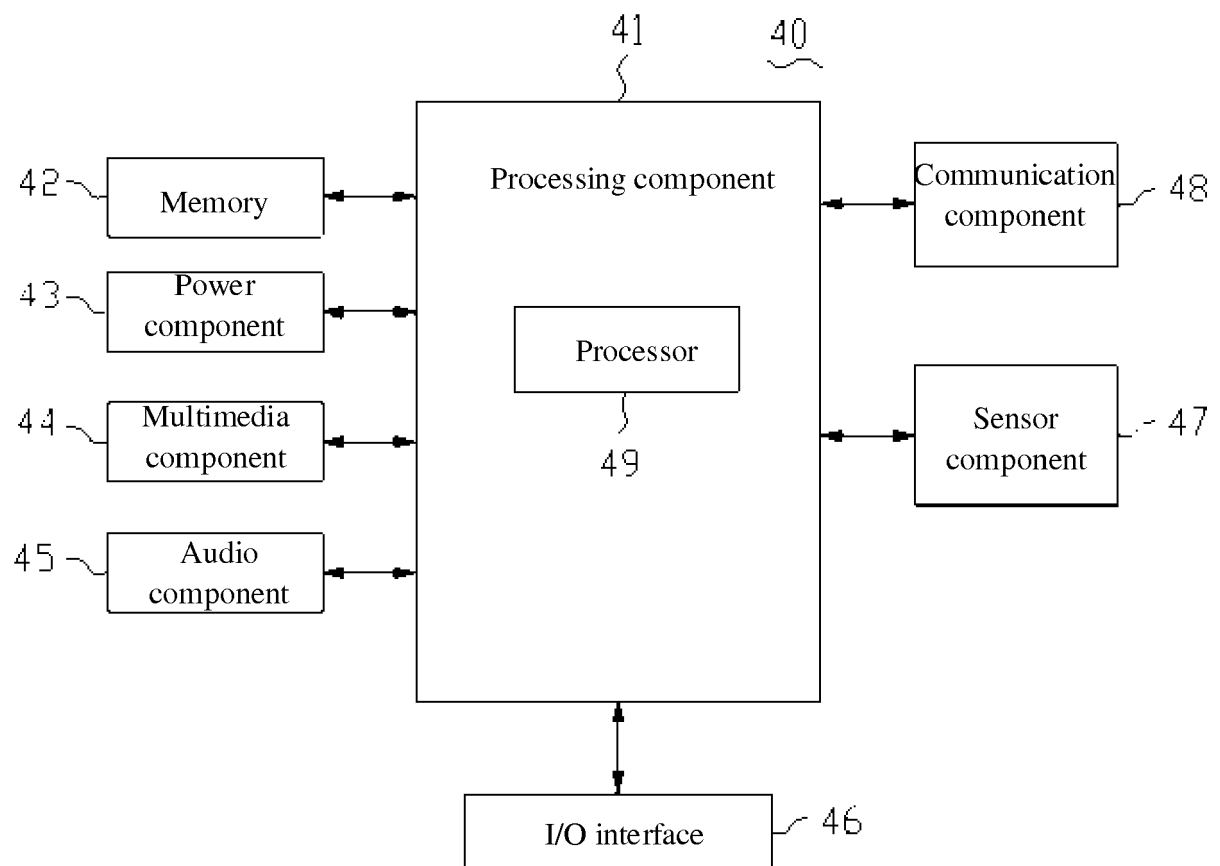 41
40
42
Memory
43
Power
component
44
Multimedia
component
45
Audio
component
Processing component
Processor
49
Communication
component
48
Sensor
component
47
I/O interface
46